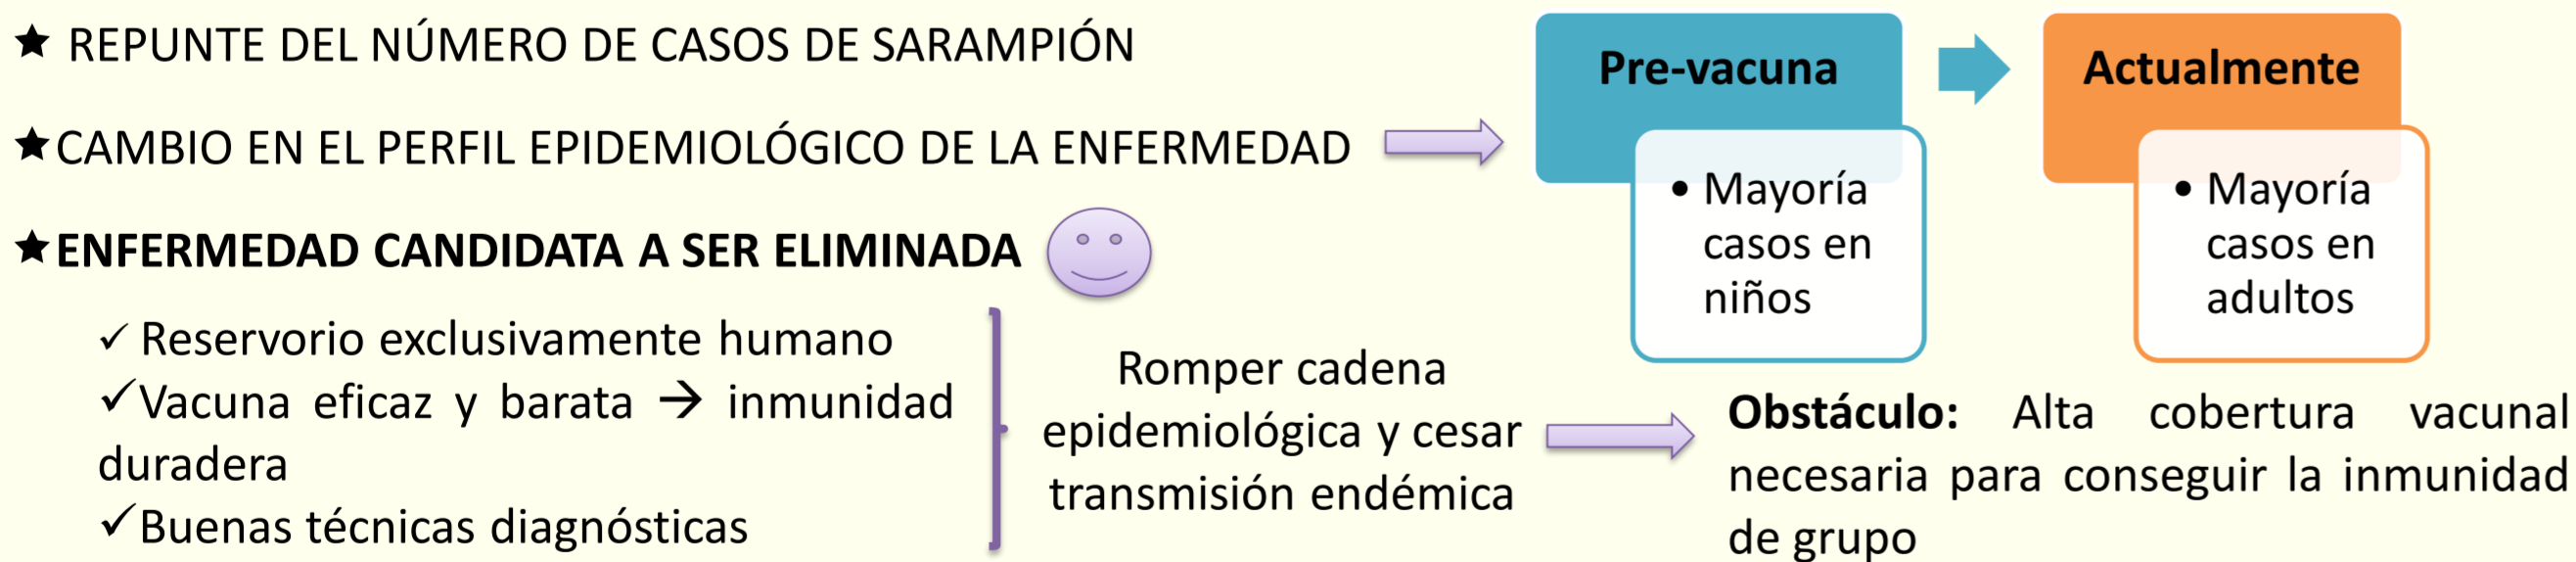 ★ REPUNTE DEL NÚMERO DE CASOS DE SARAMPIÓN
★CAMBIO EN EL PERFIL EPIDEMIOLÓGICO DE LA ENFERMEDAD
Pre-vacuna
• Mayoría
casos en
niños
Actualmente
• Mayoría
casos en
adultos
★ENFERMEDAD CANDIDATA A SER ELIMINADA
✓ Reservorio exclusivamente humano
✓Vacuna eficaz y barata → inmunidad
duradera
✓Buenas técnicas diagnósticas
Romper cadena
epidemiológica y cesar
transmisión endémica
Obstáculo: Alta cobertura vacunal
necesaria para conseguir la inmunidad
de grupo